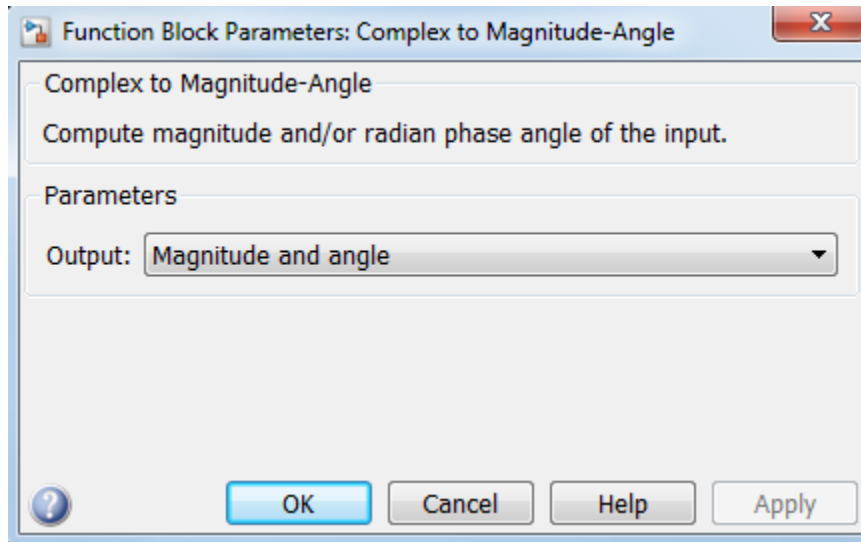 Function Block Parameters: Complex to Magnitude-Angle
Complex to Magnitude-Angle
Compute magnitude and/or radian phase angle of the input.
Parameters
Output: Magnitude and angle
OK Cancel Help Apply